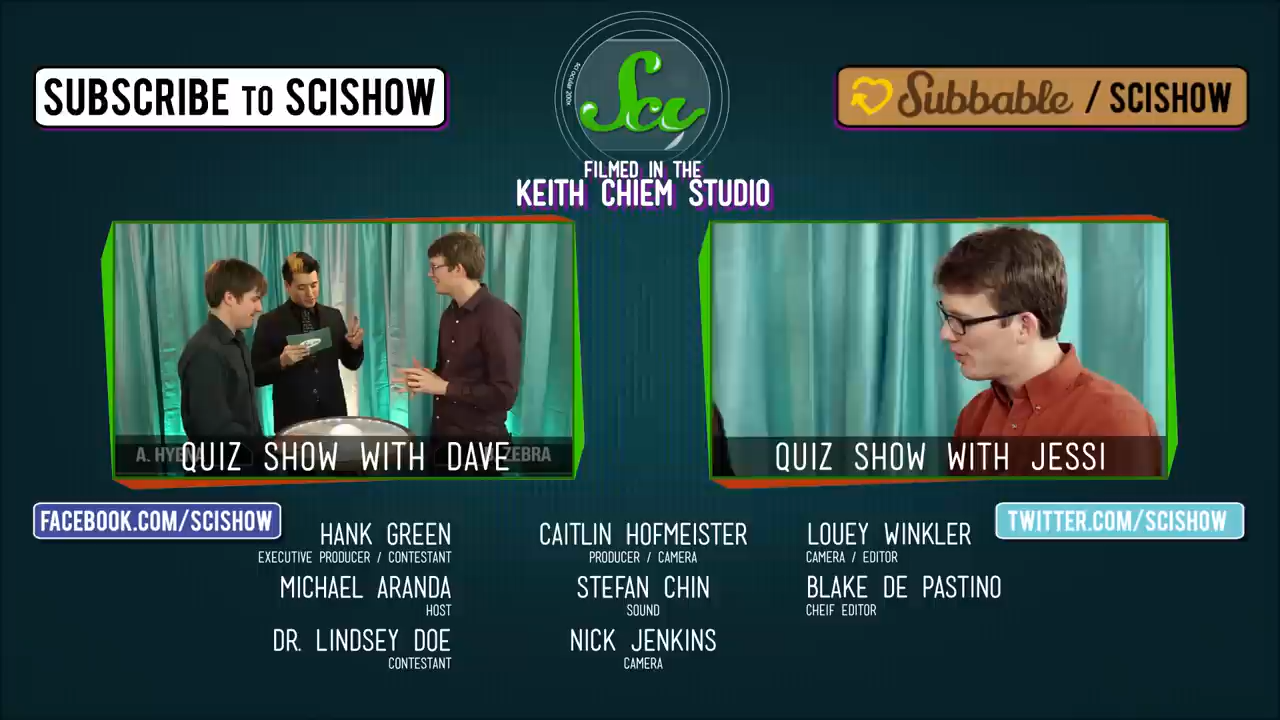 SUBSCRIBE TO SCISHOW
Sci
Subbable / SCISHOW
FILMED IN THE
KEITH CHIEM STUDIO
QUIZ SHOW WITH DAVE
ZEBRA
QUIZ SHOW WITH JESSI
FACEBOOK.COM/SCISHOW
TWITTER.COM/SCISHOW
HANK GREEN
EXECUTIVE PRODUCER / CONTESTANT
MICHAEL ARANDA
HOST
DR. LINDSEY DOE
CONTESTANT
CAITLIN HOFMEISTER
PRODUCER / CAMERA
STEFAN CHIN
SOUND
NICK JENKINS
CAMERA
LOUEY WINKLER
CAMERA / EDITOR
BLAKE DE PASTINO
CHEIF EDITOR